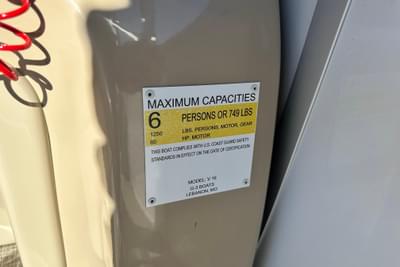 MAXIMUM CAPACITIES
6 PERSONS OR 749 LBS
1250 LBS. PERSONS, MOTOR, GEAR
60 HP. MOTOR
THIS BOAT COMPLIES WITH U.S. COAST GUARD SAFETY
STANDARDS IN EFFECT ON THE DATE OF CERTIFICATION
MODEL: V 16
G-3 BOATS
LEBANON, MO